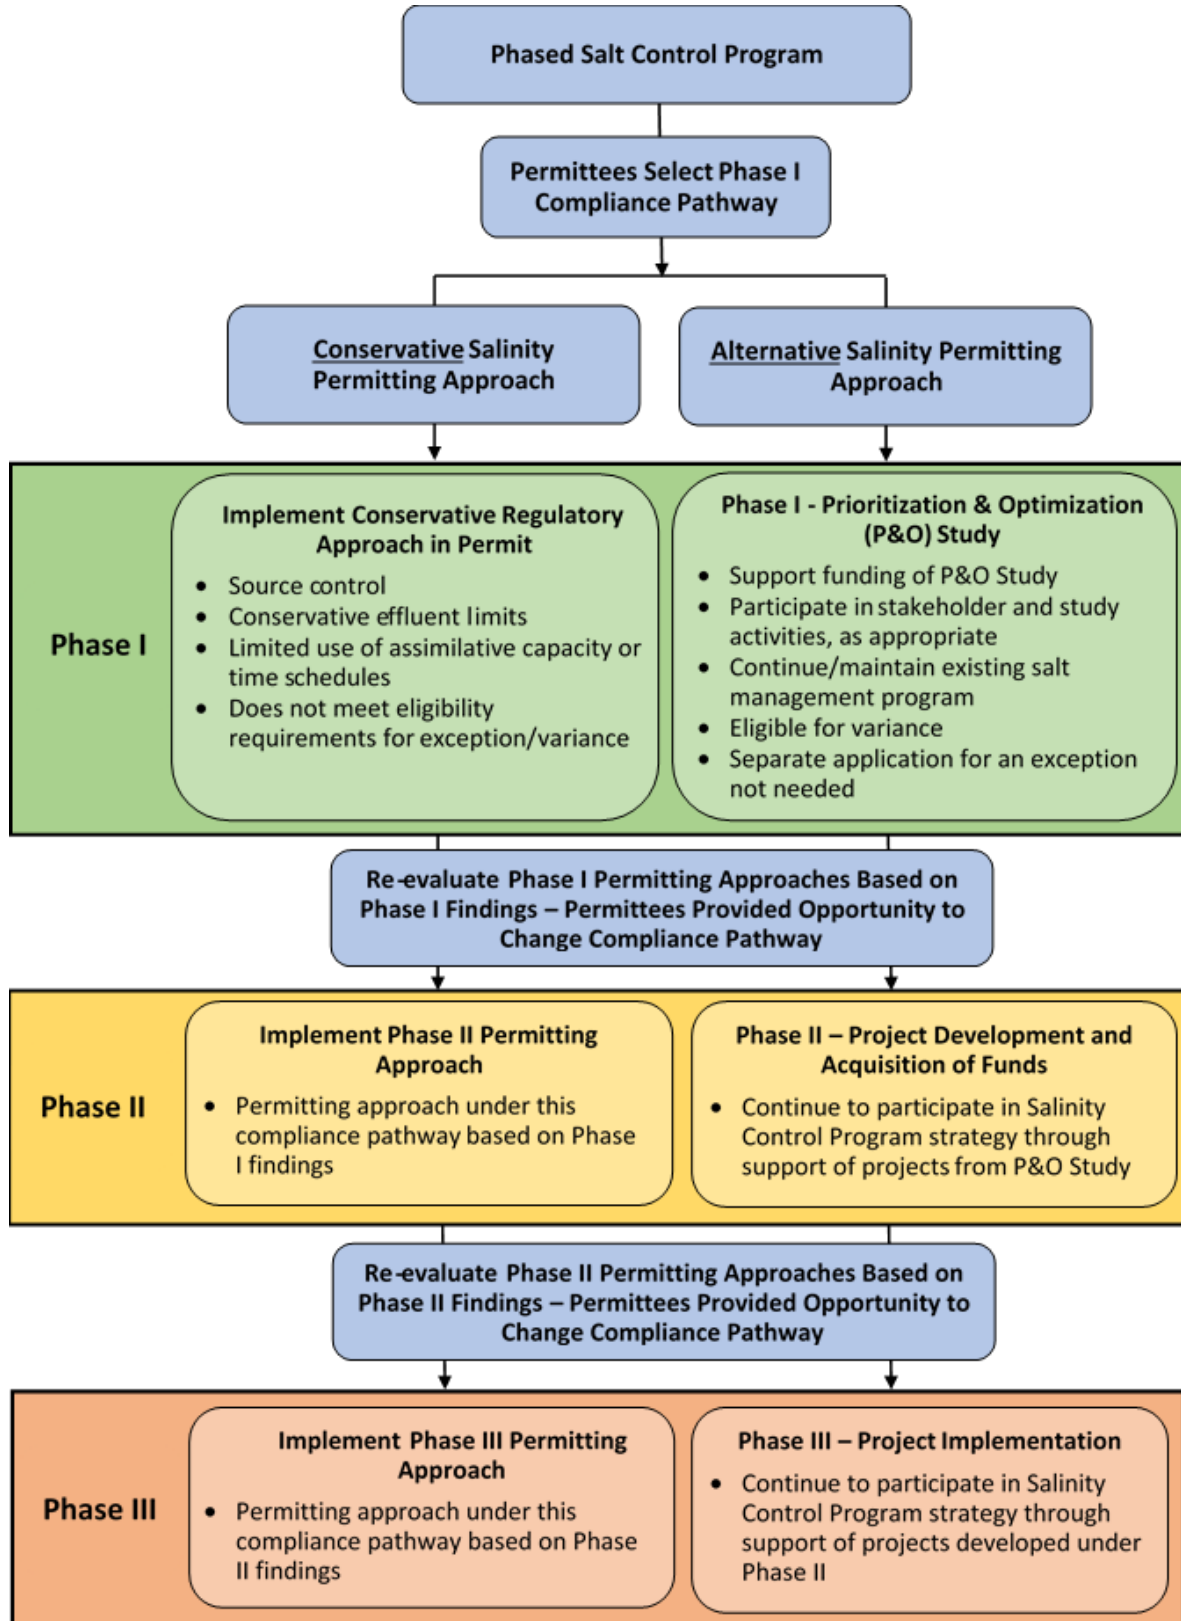 Phased Salt Control Program
Permittees Select Phase I
Compliance Pathway
Conservative Salinity
Permitting Approach
Alternative Salinity Permitting
Approach
Phase I
Implement Conservative Regulatory
Approach in Permit
• Source control
• Conservative effluent limits
• Limited use of assimilative capacity or
time schedules
• Does not meet eligibility
requirements for exception/variance
Phase I - Prioritization & Optimization
(P&O) Study
• Support funding of P&O Study
• Participate in stakeholder and study
activities, as appropriate
• Continue/maintain existing salt
management program
• Eligible for variance
• Separate application for an exception
not needed
Re-evaluate Phase I Permitting Approaches Based on
Phase I Findings – Permittees Provided Opportunity to
Change Compliance Pathway
Phase II
Implement Phase II Permitting
Approach
• Permitting approach under this
compliance pathway based on Phase
I findings
Phase II – Project Development and
Acquisition of Funds
• Continue to participate in Salinity
Control Program strategy through
support of projects from P&O Study
Re-evaluate Phase II Permitting Approaches Based on
Phase II Findings – Permittees Provided Opportunity to
Change Compliance Pathway
Phase III
Implement Phase III Permitting
Approach
• Permitting approach under this
compliance pathway based on Phase
II findings
Phase III – Project Implementation
• Continue to participate in Salinity
Control Program strategy through
support of projects developed under
Phase II